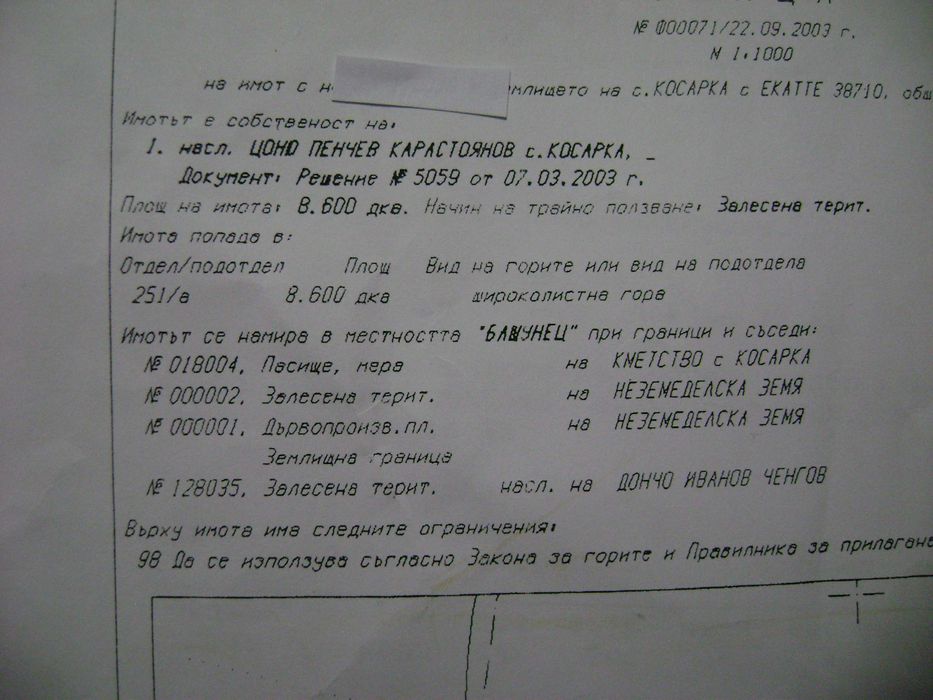 № Ф00071/22.09.2003 г.
М 1:1000
на имот с землището на с.КОСАРКА с ЕКАТТЕ 38710, общ
Имотът е собственост на:
1. насл. ЦОНЮ ПЕНЧЕВ КАРАСТОЯНОВ с.КОСАРКА, _
Документ: Решение № 5059 от 07.03.2003 г.
Площ на имота: 8.600 дка. Начин на трайно ползване: Залесена терит.
Имота попада в:
Отдел/подотдел Площ Вид на горите или вид на подотдела
251/а 8.600 дка широколистна гора
Имотът се намира в местността "БАШУНЕЦ" при граници и съседи:
№ 018004, Пасище, мера на КМЕТСТВО с КОСАРКА
№ 000002, Залесена терит. на НЕЗЕМЕДЕЛСКА ЗЕМЯ
№ 000001, Дървопроизв.пл. на НЕЗЕМЕДЕЛСКА ЗЕМЯ
Землищна граница
№ 128035, Залесена терит. насл. на ДОНЧО ИВАНОВ ЧЕНГОВ
Върху имота има следните ограничения:
98 Да се използува съгласно Закона за горите и Правилника за прилагане